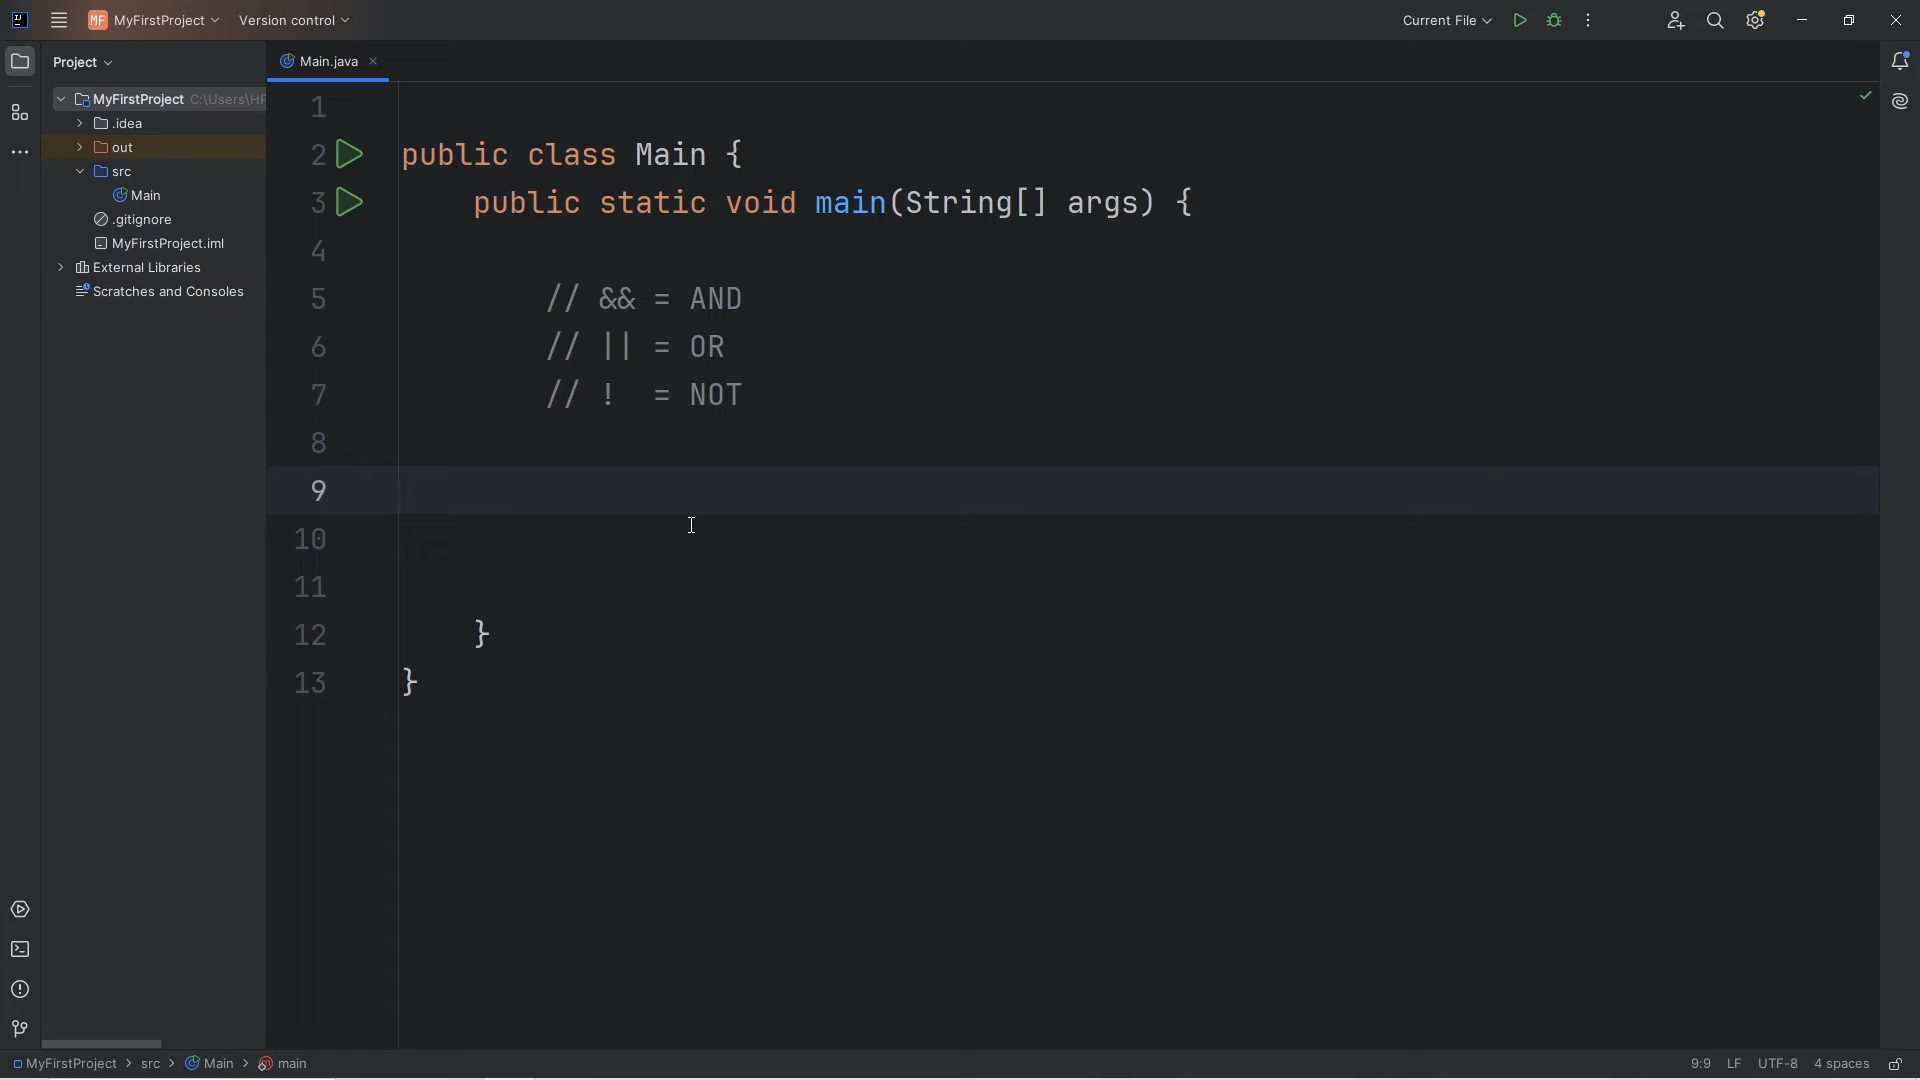 MF MyFirstProject Version control Current File
Project
Main.java
MyFirstProject C:\Users\HP
.idea
out
src
Main
.gitignore
MyFirstProject.iml
External Libraries
Scratches and Consoles
1
2 public class Main {
3 public static void main(String[] args) {
4
5 // && = AND
6 // || = OR
7 // ! = NOT
8
9
10
11
12 }
13 }
MyFirstProject > src > Main > main 9:9 LF UTF-8 4 spaces